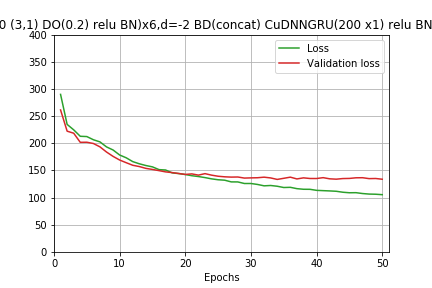 0 (3,1) DO(0.2) relu BN)x6,d=-2 BD(concat) CuDNNGRU(200 x1) relu BN
400
350
300
250
200
150
100
50
0
Loss
Validation loss
0 10 20 30 40 50
Epochs